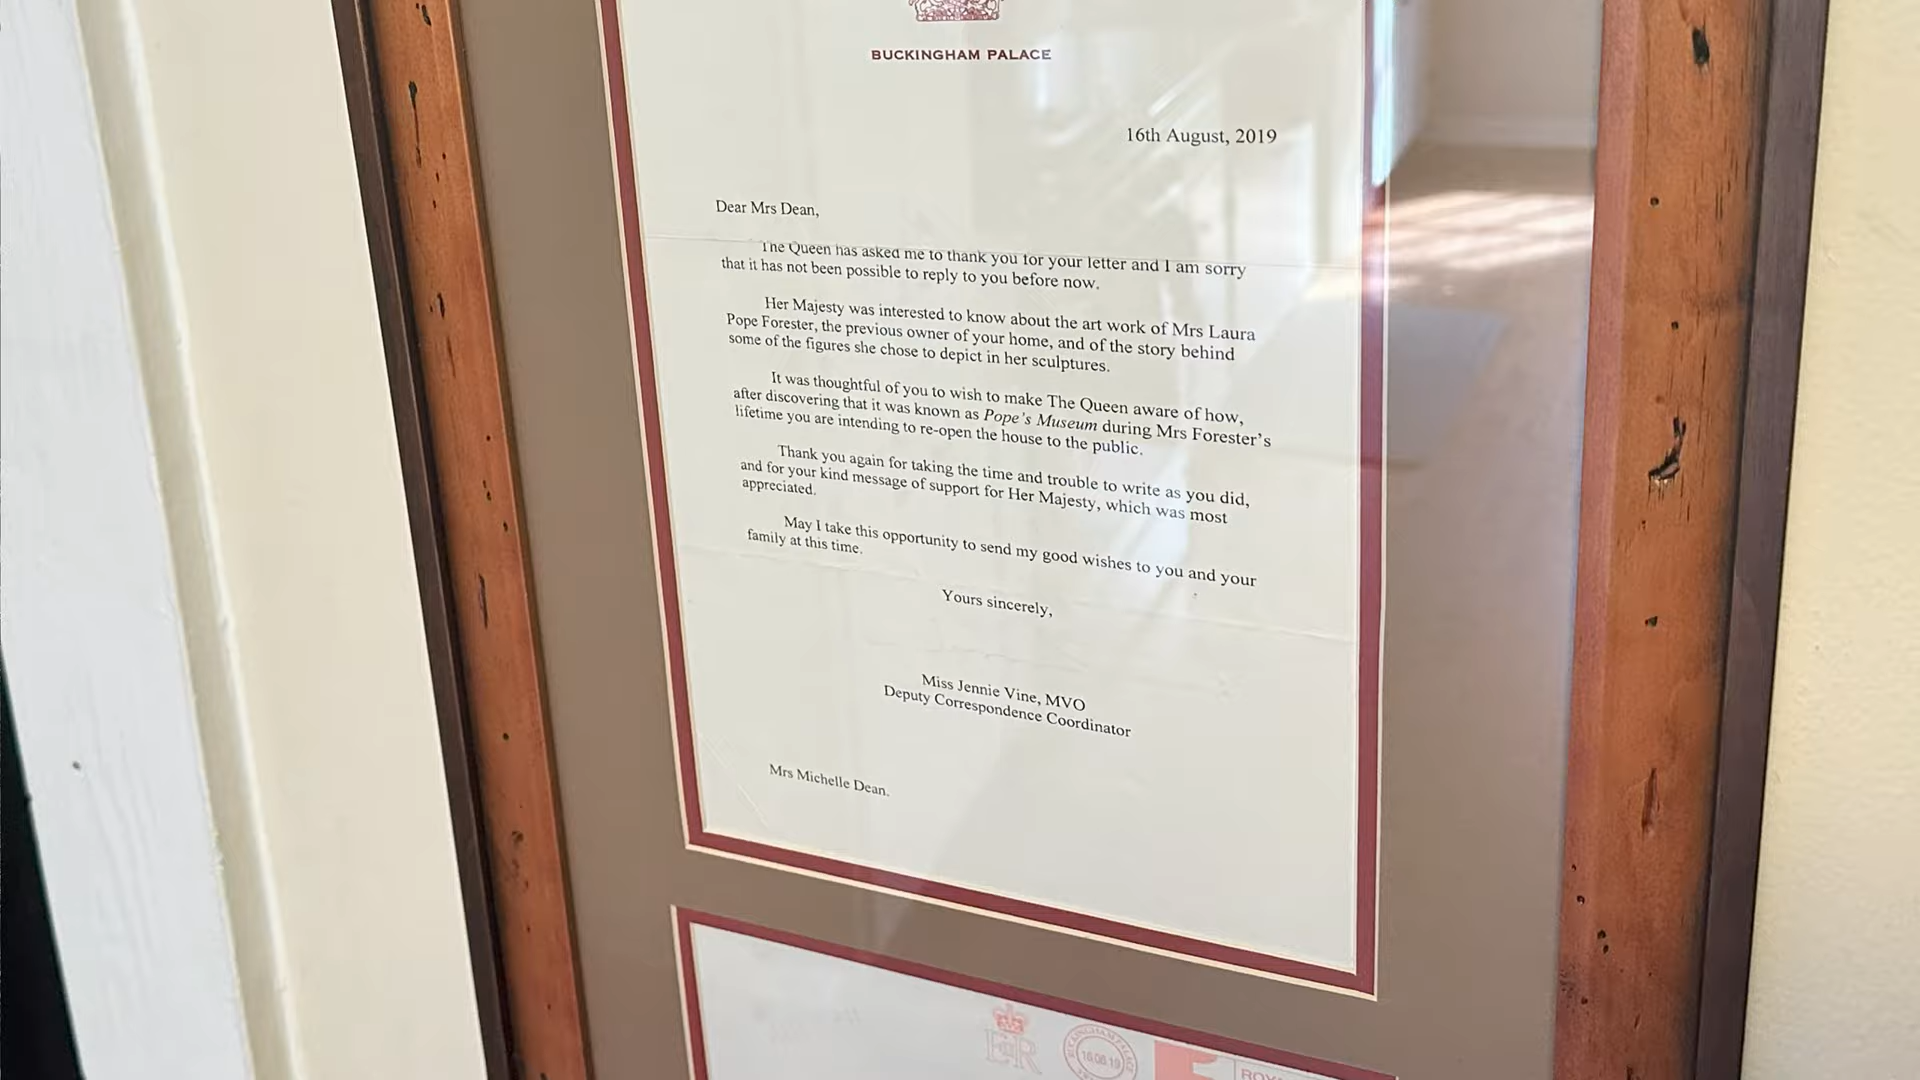 BUCKINGHAM PALACE
16th August, 2019
Dear Mrs Dean,
The Queen has asked me to thank you for your letter and I am sorry
that it has not been possible to reply to you before now.
Her Majesty was interested to know about the art work of Mrs Laura
Pope Forester, the previous owner of your home, and of the story behind
some of the figures she chose to depict in her sculptures.
It was thoughtful of you to wish to make The Queen aware of how,
after discovering that it was known as Pope's Museum during Mrs Forester's
lifetime you are intending to re-open the house to the public.
Thank you again for taking the time and trouble to write as you did,
and for your kind message of support for Her Majesty, which was most
appreciated.
May I take this opportunity to send my good wishes to you and your
family at this time.
Yours sincerely,
Miss Jennie Vine, MVO
Deputy Correspondence Coordinator
Mrs Michelle Dean.
E II R
BUCKINGHAM PALACE
16.08.19